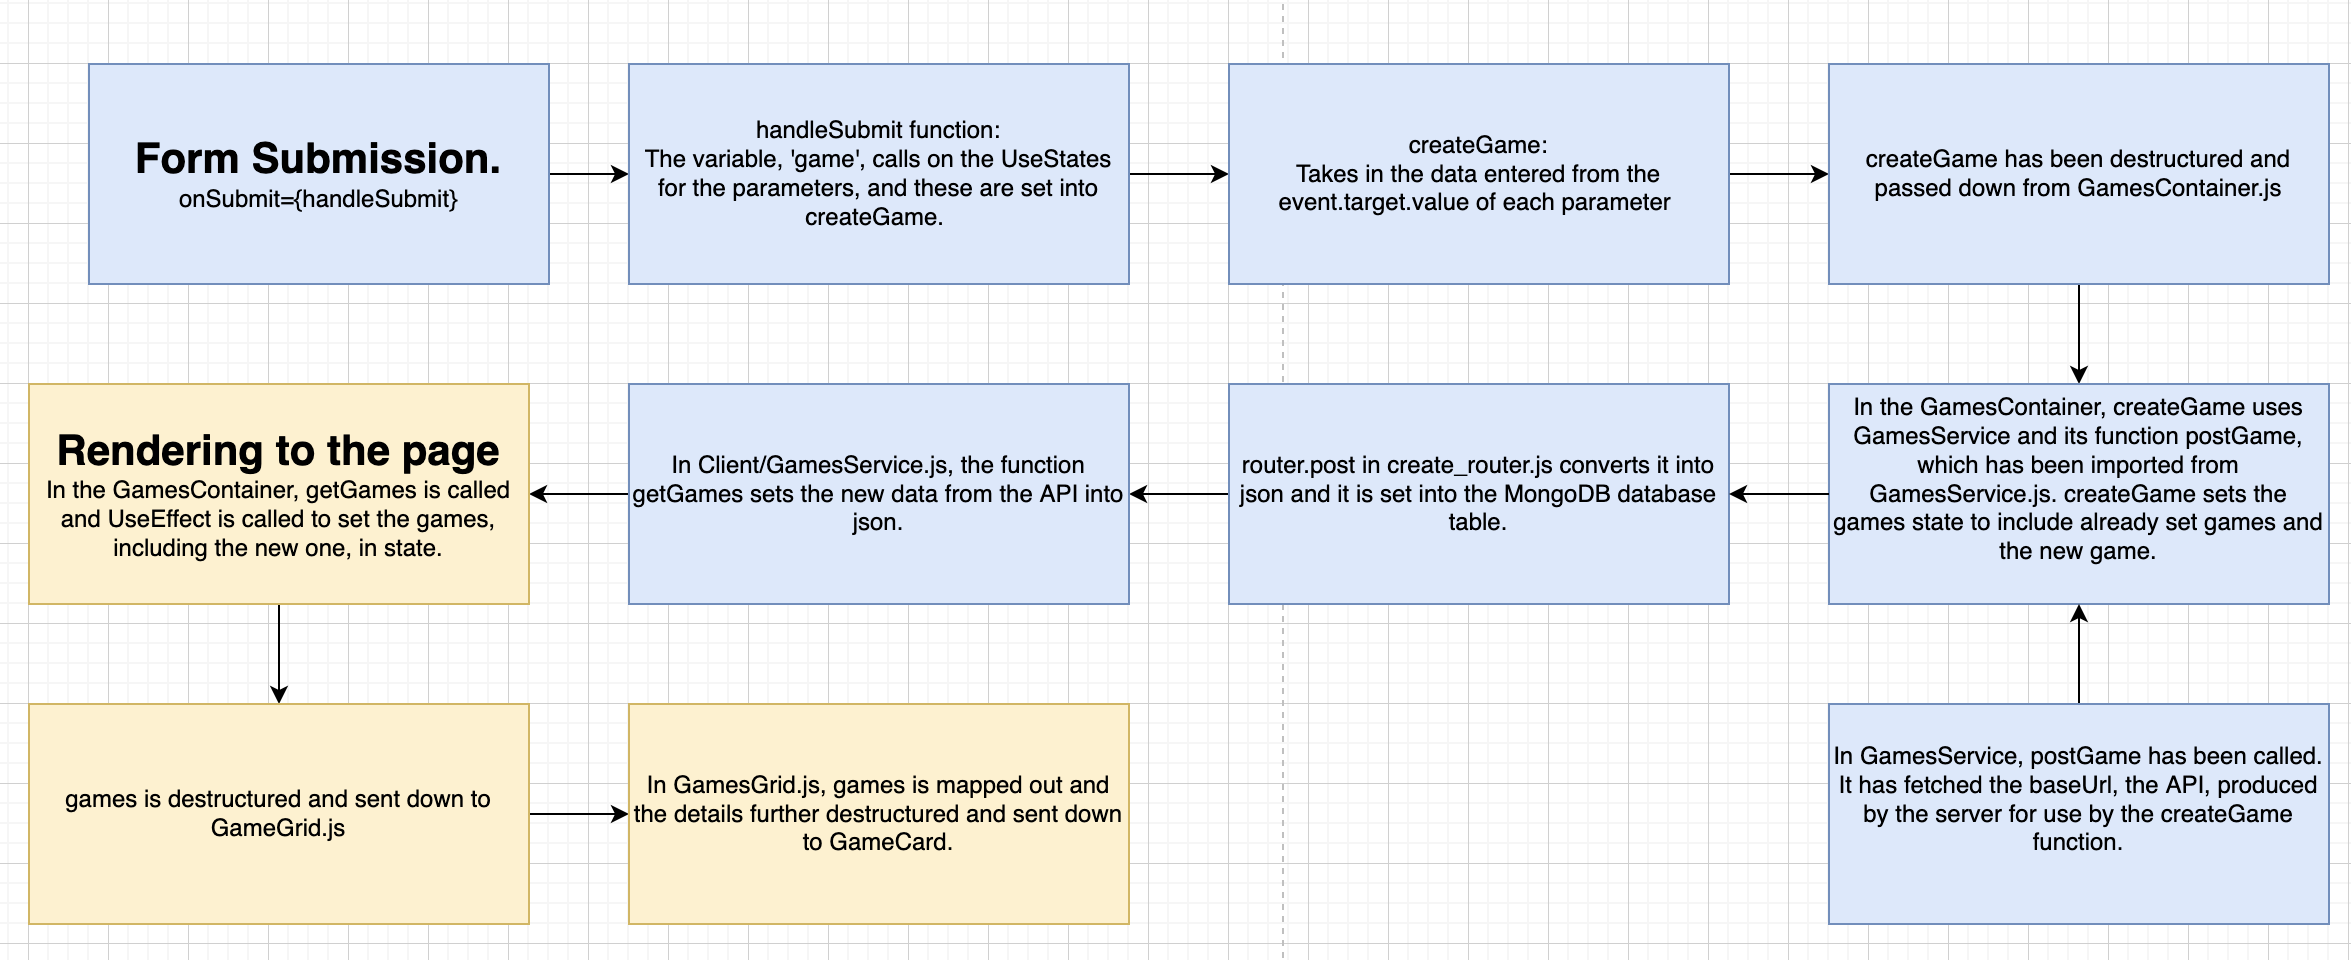 Form Submission.
onSubmit={handleSubmit}
handleSubmit function:
The variable, 'game', calls on the UseStates
for the parameters, and these are set into
createGame.
createGame:
Takes in the data entered from the
event.target.value of each parameter
createGame has been destructured and
passed down from GamesContainer.js
In the GamesContainer, createGame uses
GamesService and its function postGame,
which has been imported from
GamesService.js. createGame sets the
games state to include already set games and
the new game.
router.post in create_router.js converts it into
json and it is set into the MongoDB database
table.
In Client/GamesService.js, the function
getGames sets the new data from the API into
json.
Rendering to the page
In the GamesContainer, getGames is called
and UseEffect is called to set the games,
including the new one, in state.
games is destructured and sent down to
GameGrid.js
In GamesGrid.js, games is mapped out and
the details further destructured and sent down
to GameCard.
In GamesService, postGame has been called.
It has fetched the baseUrl, the API, produced
by the server for use by the createGame
function.